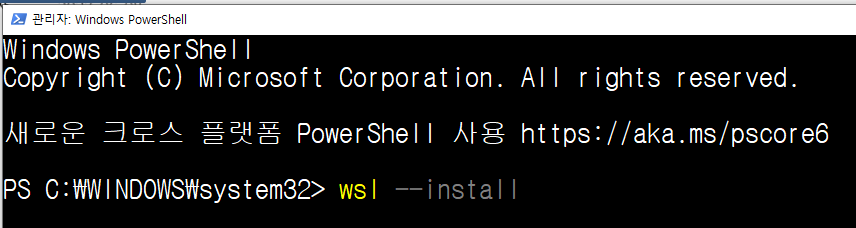 관리자: Windows PowerShell
Windows PowerShell
Copyright (C) Microsoft Corporation. All rights reserved.
새로운 크로스 플랫폼 PowerShell 사용 https://aka.ms/pscore6
PS C:₩WINDOWS₩system32> wsl --install